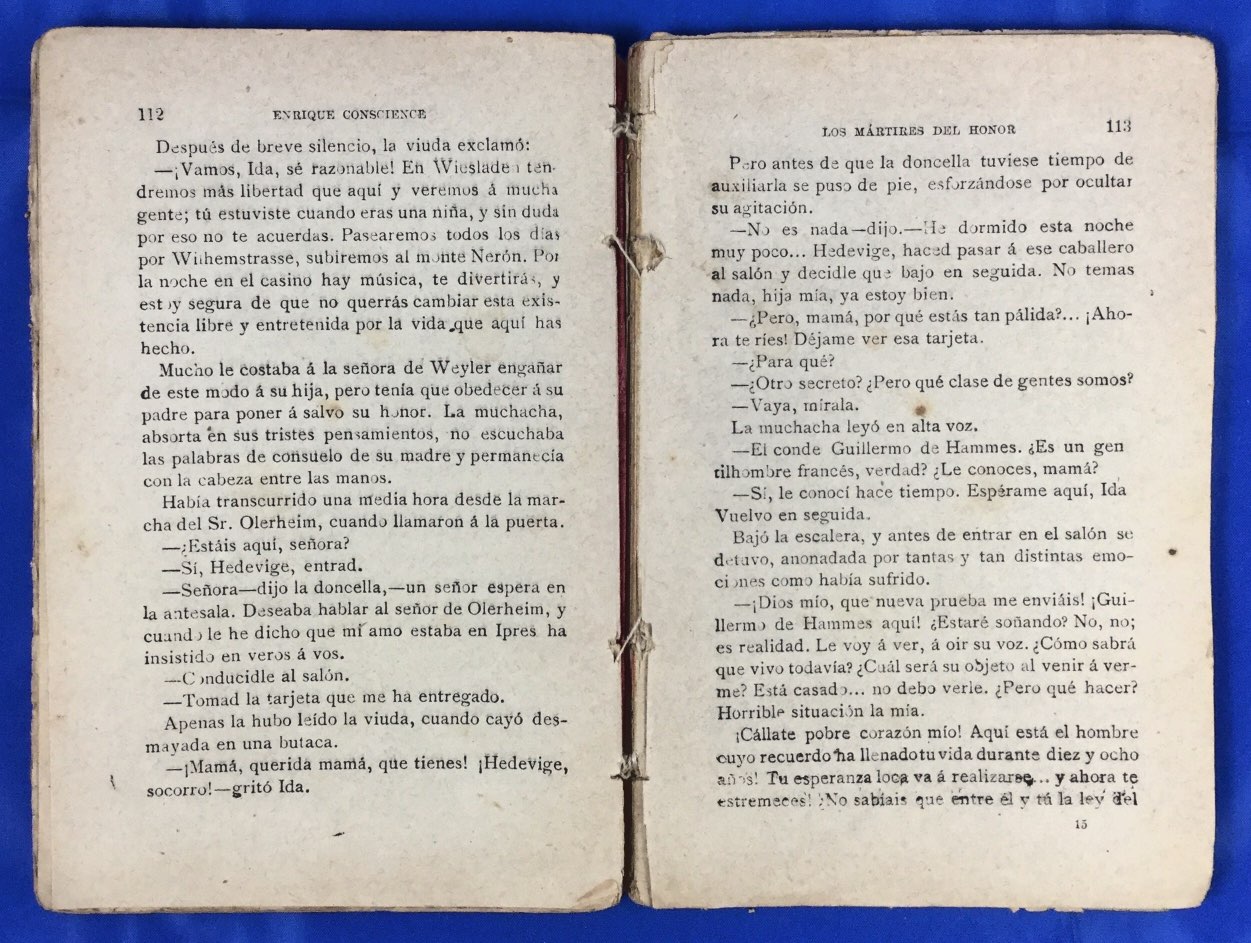 112
ENRIQUE CONSCIENCE
Después de breve silencio, la viuda exclamó:
—¡Vamos, Ida, sé razonable! En Wiesladen ten-
dremos más libertad que aquí y veremos á mucha
gente; tú estuviste cuando eras una niña, y sin duda
por eso no te acuerdas. Pasearemos todos los días
por Wilhemstrasse, subiremos al monte Nerón. Por
la noche en el casino hay música, te divertirás, y
estoy segura de que no querrás cambiar esta exis-
tencia libre y entretenida por la vida que aquí has
hecho.
Mucho le costaba á la señora de Weyler engañar
de este modo á su hija, pero tenía que obedecer á su
padre para poner á salvo su honor. La muchacha,
absorta en sus tristes pensamientos, no escuchaba
las palabras de consuelo de su madre y permanecía
con la cabeza entre las manos.
Había transcurrido una media hora desde la mar-
cha del Sr. Olerheim, cuando llamaron á la puerta.
—¿Estáis aquí, señora?
—Sí, Hedevige, entrad.
—Señora—dijo la doncella,—un señor espera en
la antesala. Deseaba hablar al señor de Olerheim, y
cuando le he dicho que mi amo estaba en Ipres ha
insistido en veros á vos.
—Conducidle al salón.
—Tomad la tarjeta que me ha entregado.
Apenas la hubo leído la viuda, cuando cayó des-
mayada en una butaca.
—¡Mamá, querida mamá, que tienes! ¡Hedevige,
socorro!—gritó Ida.
LOS MÁRTIRES DEL HONOR
113
Pero antes de que la doncella tuviese tiempo de
auxiliarla se puso de pie, esforzándose por ocultar
su agitación.
—No es nada—dijo.—He dormido esta noche
muy poco... Hedevige, haced pasar á ese caballero
al salón y decidle que bajo en seguida. No temas
nada, hija mía, ya estoy bien.
—¿Pero, mamá, por qué estás tan pálida?... ¡Aho-
ra te ríes! Déjame ver esa tarjeta.
—¿Para qué?
—¿Otro secreto? ¿Pero qué clase de gentes somos?
—Vaya, mírala.
La muchacha leyó en alta voz.
—El conde Guillermo de Hammes. ¿Es un gen
tilhombre francés, verdad? ¿Le conoces, mamá?
—Sí, le conocí hace tiempo. Espérame aquí, Ida
Vuelvo en seguida.
Bajó la escalera, y antes de entrar en el salón se
detuvo, anonadada por tantas y tan distintas emo-
ciones como había sufrido.
—¡Dios mío, que nueva prueba me enviáis! ¡Gui-
llermo de Hammes aquí! ¿Estaré soñando? No, no;
es realidad. Le voy á ver, á oir su voz. ¿Cómo sabrá
que vivo todavía? ¿Cuál será su objeto al venir á ver-
me? Está casado... no debo verle. ¿Pero qué hacer?
Horrible situación la mía.
¡Cállate pobre corazón mío! Aquí está el hombre
cuyo recuerdo ha llenado tu vida durante diez y ocho
años! Tu esperanza loca va á realizarse... y ahora te
estremeces! ¿No sabíais que entre él y tú la ley del
15